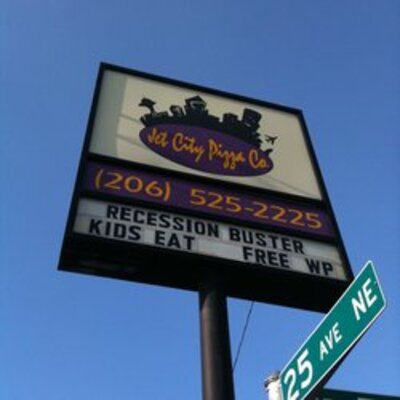 Jet City Pizza Co.
(206) 525-2225
RECESSION BUSTER
KIDS EAT FREE WP
25 AVE NE